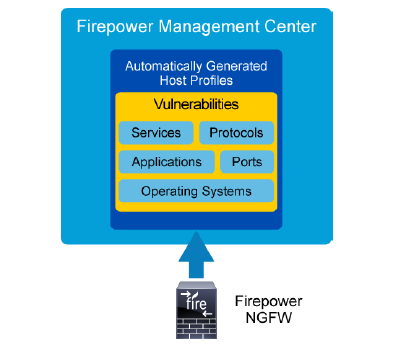 Firepower Management Center
Automatically Generated
Host Profiles
Vulnerabilities
Services Protocols
Applications Ports
Operating Systems
fire
Firepower
NGFW